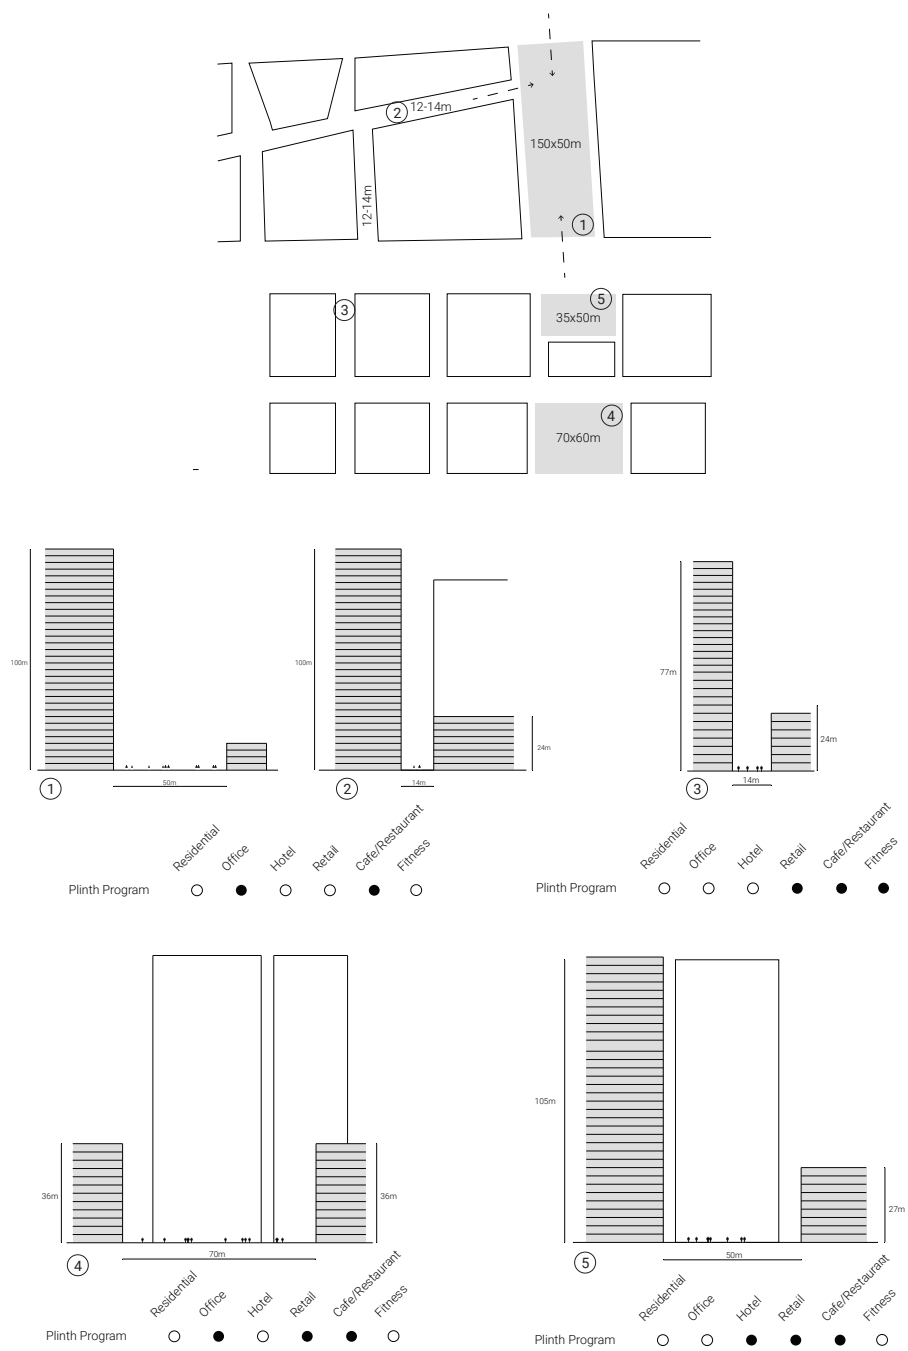 2
12-14m
150x50m
12-14m
1
5
3
35x50m
4
70x60m
100m
50m
1
100m
24m
14m
2
77m
24m
14m
3
Residential
Office
Hotel
Retail
Cafe/Restaurant
Fitness
Plinth Program
Residential
Office
Hotel
Retail
Cafe/Restaurant
Fitness
Plinth Program
36m
36m
70m
4
105m
27m
50m
5
Residential
Office
Hotel
Retail
Cafe/Restaurant
Fitness
Plinth Program
Residential
Office
Hotel
Retail
Cafe/Restaurant
Fitness
Plinth Program